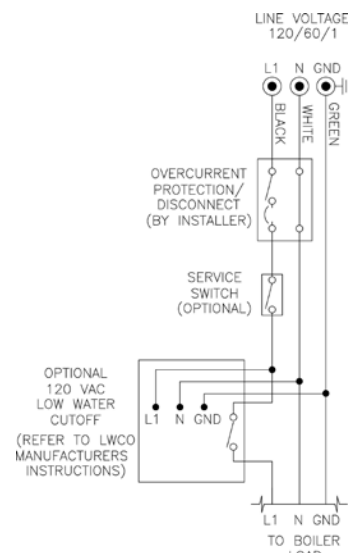 LINE VOLTAGE
120/60/1
L1 N GND
BLACK
WHITE
GREEN
OVERCURRENT
PROTECTION/
DISCONNECT
(BY INSTALLER)
SERVICE
SWITCH
(OPTIONAL)
OPTIONAL
120 VAC
LOW WATER
CUTOFF
(REFER TO LWCO
MANUFACTURERS
INSTRUCTIONS)
L1 N GND
L1 N GND
TO BOILER
LOAD